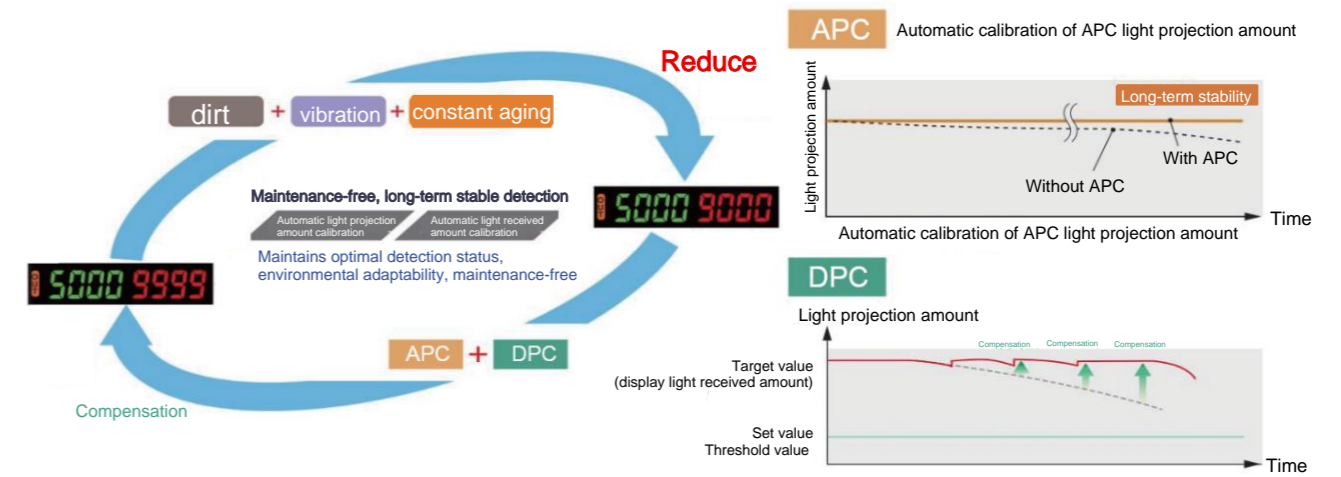 Reduce
dirt + vibration + constant aging
Maintenance-free, long-term stable detection
Automatic light projection
amount calibration
Automatic light received
amount calibration
Maintains optimal detection status,
environmental adaptability, maintenance-free
5000 9000
5000 9999
APC + DPC
Compensation
APC
Automatic calibration of APC light projection amount
Light projection amount
Long-term stability
With APC
Without APC
Time
Automatic calibration of APC light projection amount
DPC
Light projection amount
Compensation
Compensation
Compensation
Target value
(display light received amount)
Set value
Threshold value
Time